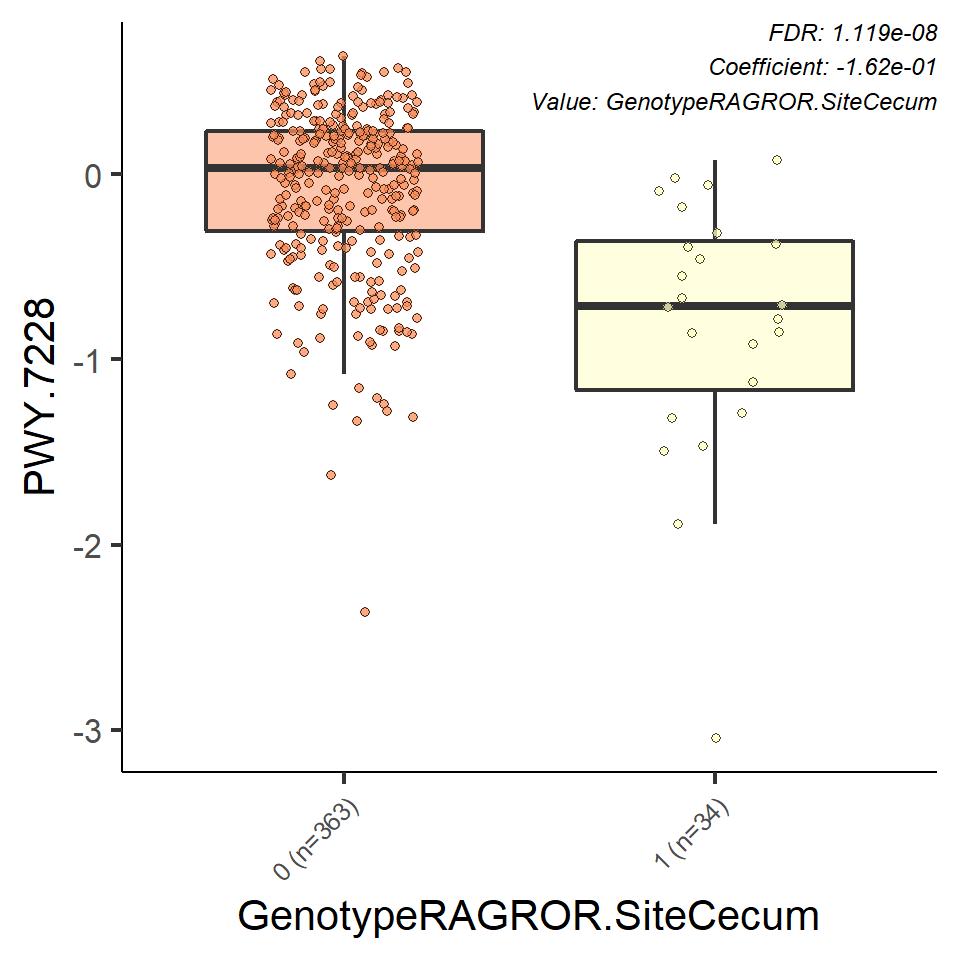 FDR: 1.119e-08
Coefficient: -1.62e-01
Value: GenotypeRAGROR.SiteCecum
PWY.7228
0
-1
-2
-3
0 (n=363)
1 (n=34)
GenotypeRAGROR.SiteCecum